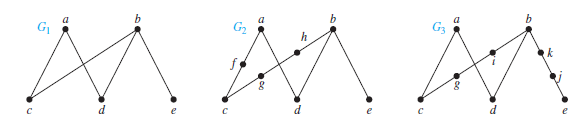 G₁ a b
c d e
G₂ a b
h
f
g
c d e
G₃ a b
i k
g j
c d e